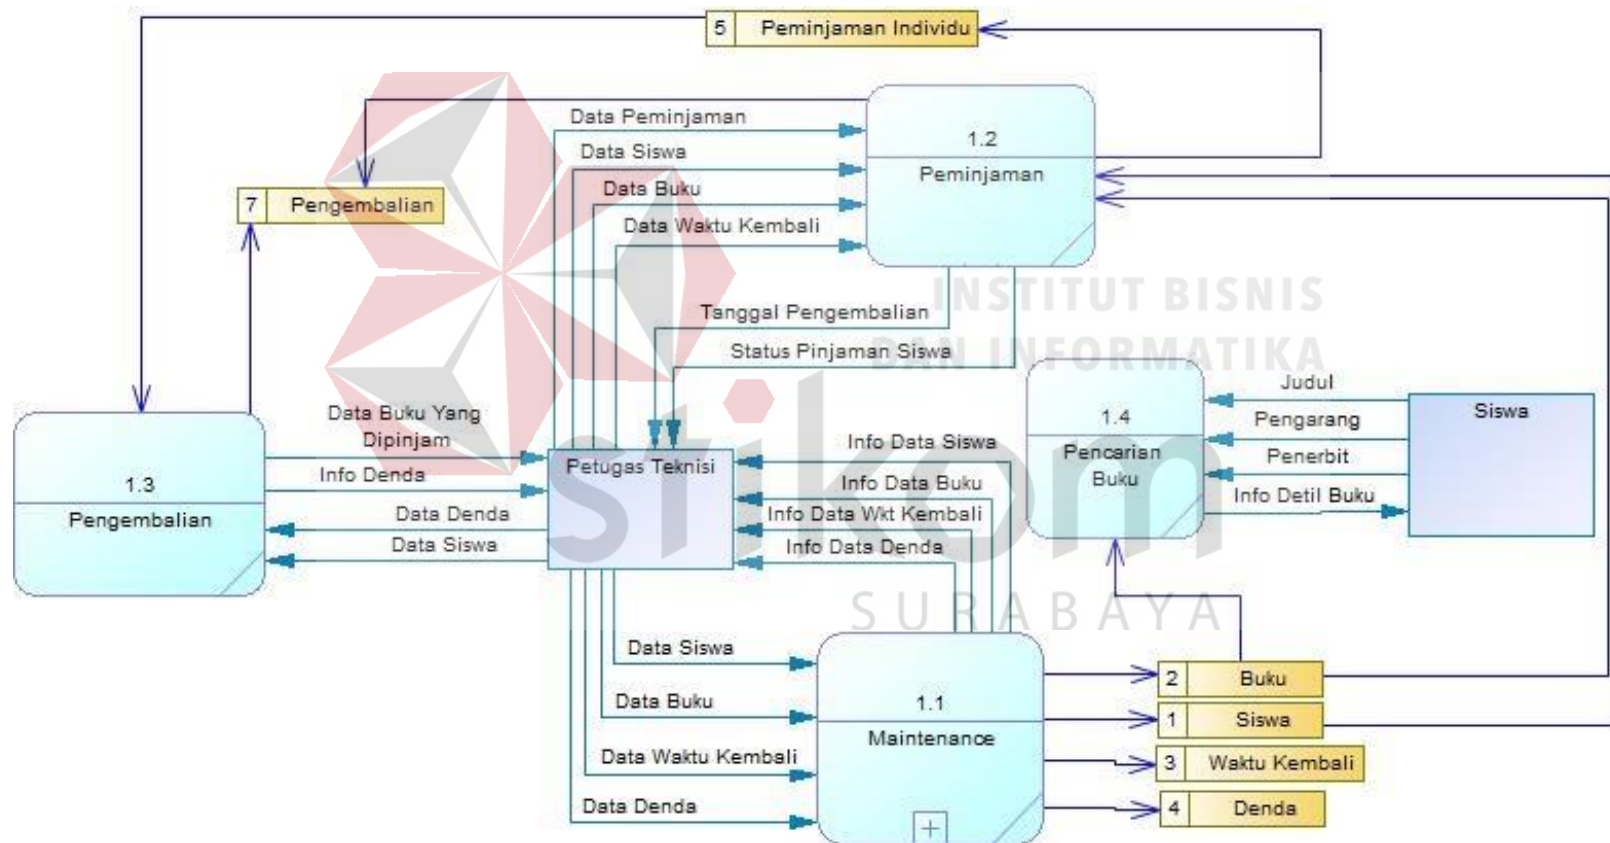 5 Peminjaman Individu
Data Peminjaman
1.2
Data Siswa
Peminjaman
Data Buku
7 Pengembalian
Data Waktu Kembali
INSTITUT BISNIS
Tanggal Pengembalian
Status Pinjaman Siswa
DAN INFORMATIKA
Judul
Siswa
Data Buku Yang
Dipinjam
1.4
Pengarang
Info Data Siswa
Pencarian
Buku
Penerbit
Petugas Teknisi
Info Denda
1.3
Info Data Buku
Info Detil Buku
Pengembalian
Data Denda
Info Data Wkt Kembali
Data Siswa
Info Data Denda
stikom
SURABAYA
Data Siswa
2 Buku
Data Buku
1.1
1 Siswa
Maintenance
Data Waktu Kembali
3 Waktu Kembali
Data Denda
4 Denda